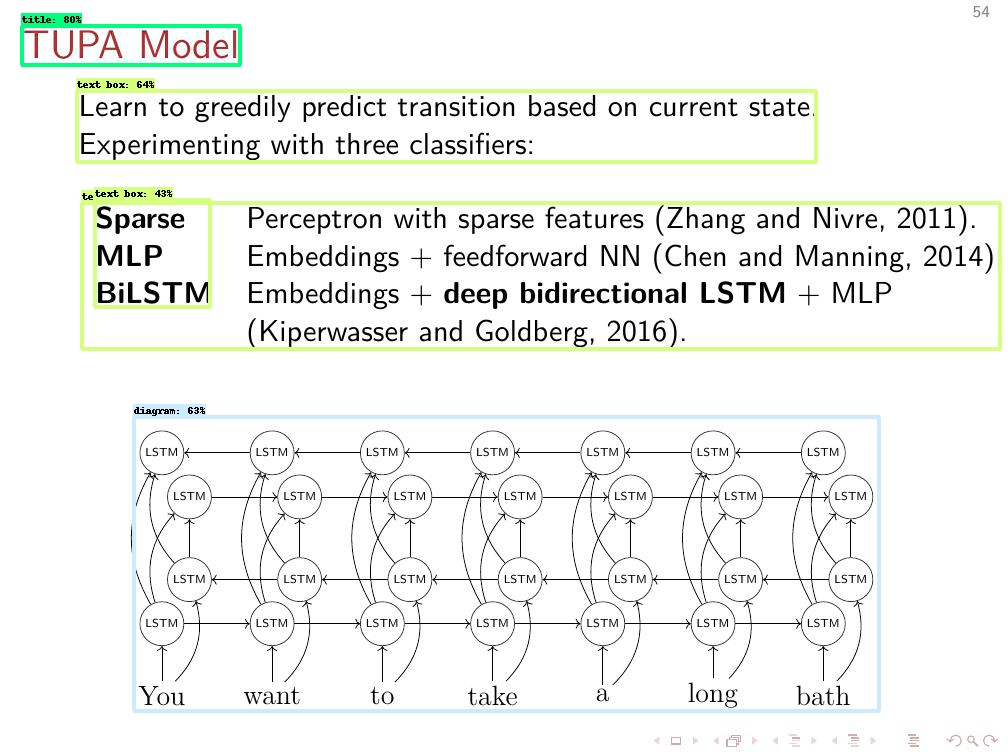 54
title: 80%
TUPA Model
text box: 64%
Learn to greedily predict transition based on current state.
Experimenting with three classifiers:
te
text box: 43%
Sparse Perceptron with sparse features (Zhang and Nivre, 2011).
MLP Embeddings + feedforward NN (Chen and Manning, 2014)
BiLSTM Embeddings + deep bidirectional LSTM + MLP
(Kiperwasser and Goldberg, 2016).
diagram: 63%
LSTM LSTM LSTM LSTM LSTM LSTM LSTM
LSTM LSTM LSTM LSTM LSTM LSTM LSTM
LSTM LSTM LSTM LSTM LSTM LSTM LSTM
LSTM LSTM LSTM LSTM LSTM LSTM LSTM
You want to take a long bath